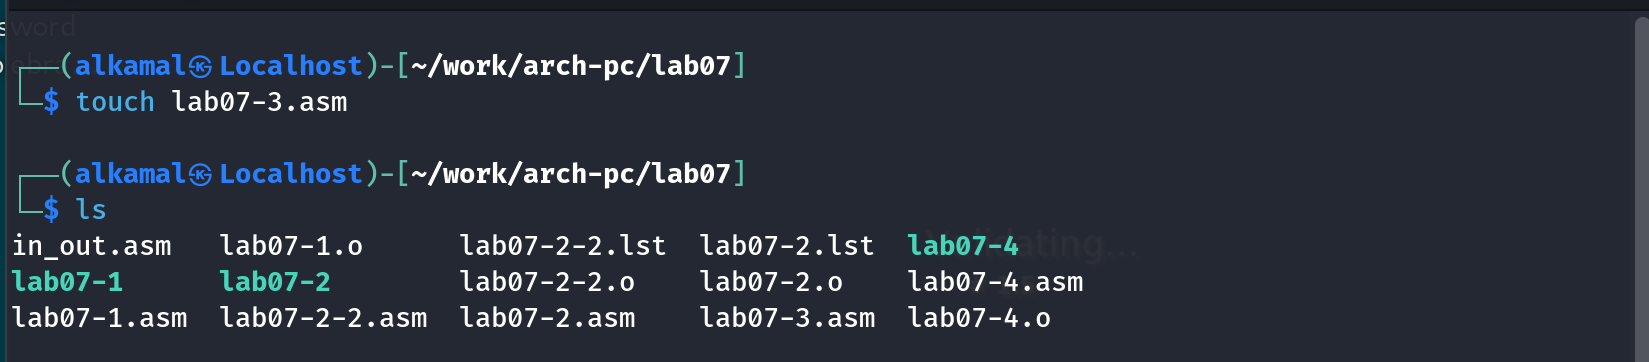 sword
┌──(alkamal㉿Localhost)-[~/work/arch-pc/lab07]
└─$ touch lab07-3.asm
┌──(alkamal㉿Localhost)-[~/work/arch-pc/lab07]
└─$ ls
in_out.asm lab07-1.o lab07-2-2.lst lab07-2.lst lab07-4
lab07-1 lab07-2 lab07-2-2.o lab07-2.o lab07-4.asm
lab07-1.asm lab07-2-2.asm lab07-2.asm lab07-3.asm lab07-4.o